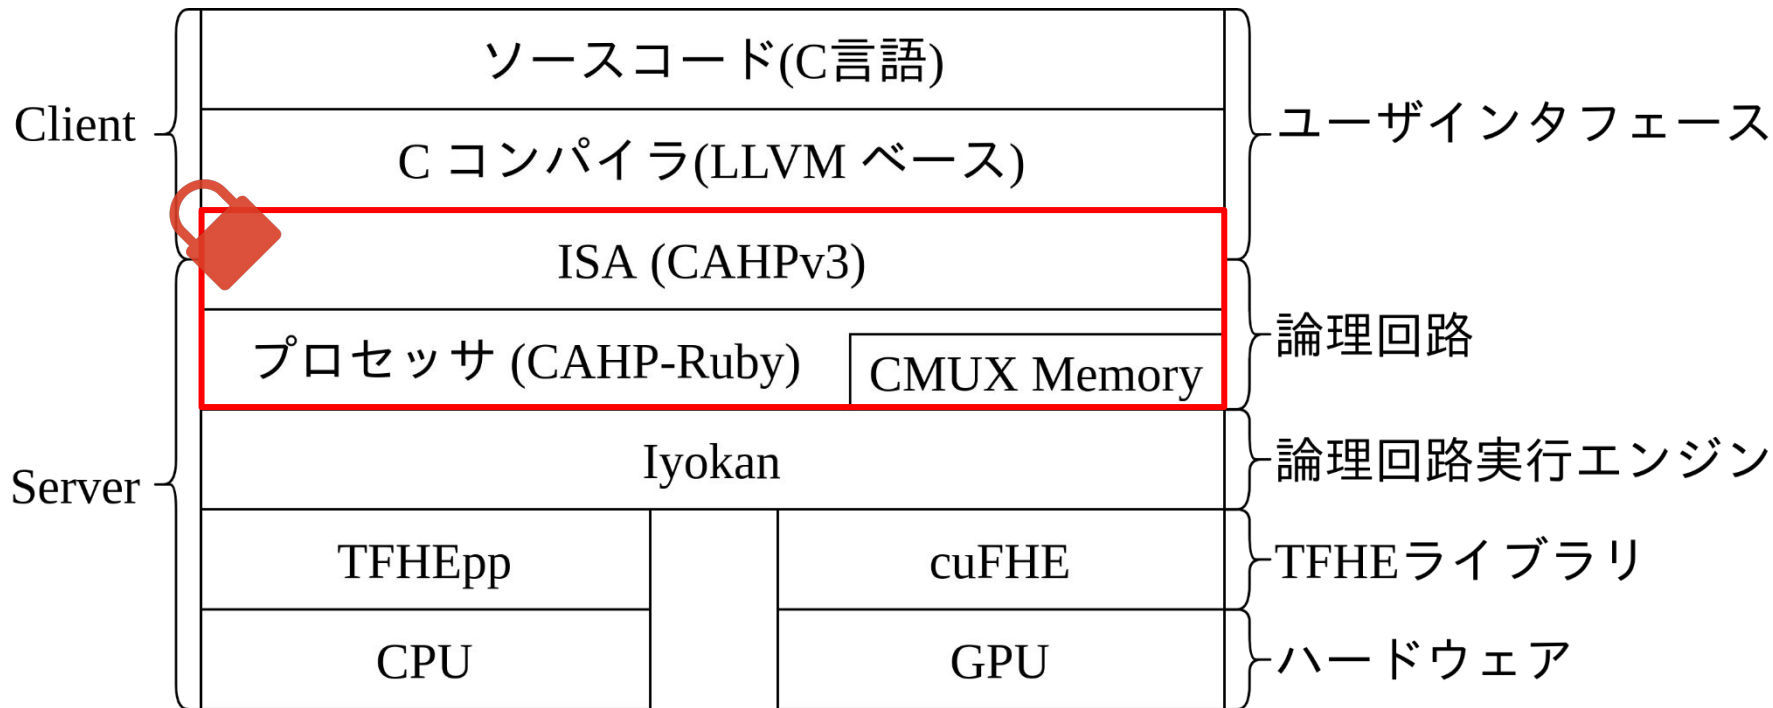 ソースコード(C言語)
Client
ユーザインタフェース
C コンパイラ(LLVM ベース)
ISA (CAHPv3)
論理回路
プロセッサ (CAHP-Ruby)
CMUX Memory
Iyokan
論理回路実行エンジン
Server
TFHEpp
cuFHE
TFHEライブラリ
CPU
GPU
ハードウェア